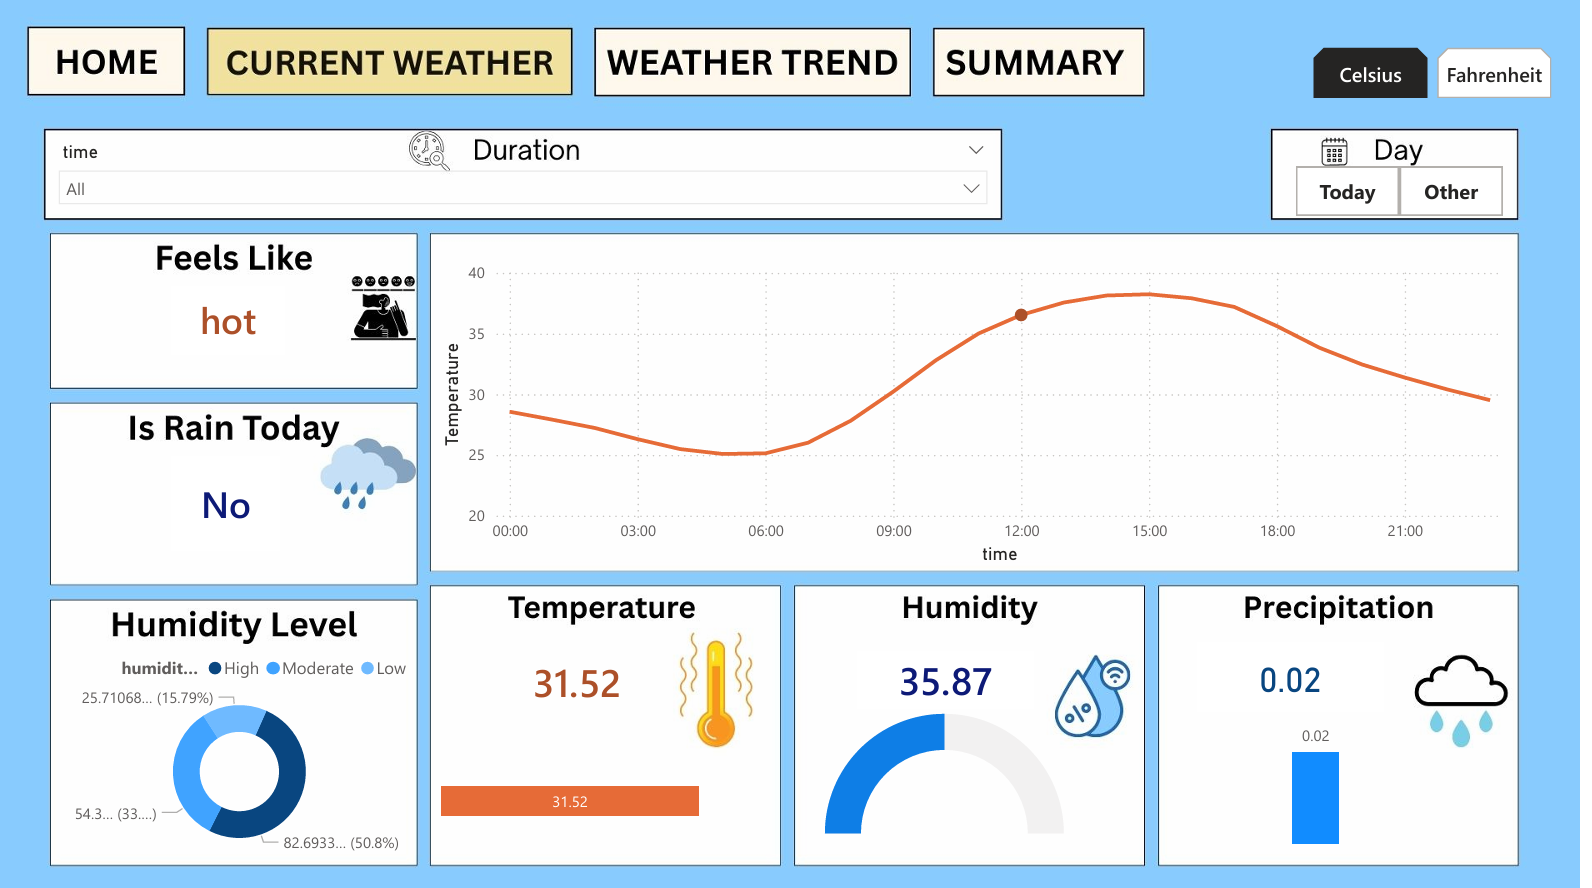 HOME
CURRENT WEATHER
WEATHER TREND
SUMMARY
Celsius
Fahrenheit
time
Duration
All
Day
Today
Other
Feels Like
hot
Is Rain Today
No
Humidity Level
humidit...
High
Moderate
Low
25.71068... (15.79%)
54.3... (33....)
82.6933... (50.8%)
Temperature
40
35
30
25
20
00:00
03:00
06:00
09:00
12:00
15:00
18:00
21:00
time
Temperature
31.52
31.52
Humidity
35.87
%
Precipitation
0.02
0.02